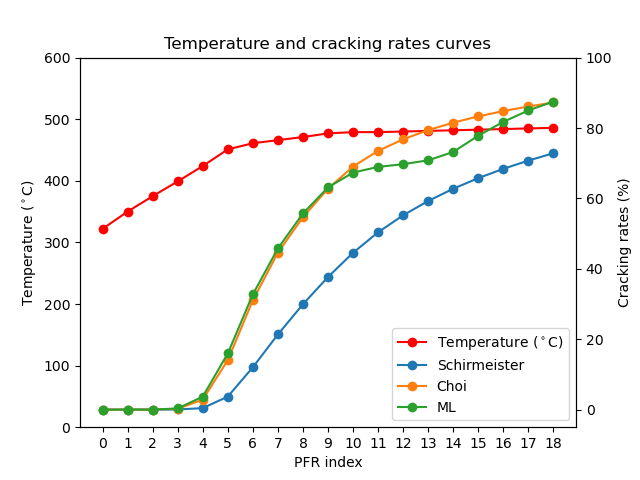 Temperature and cracking rates curves
600
500
400
300
200
100
0
Temperature (°C)
100
80
60
40
20
0
Cracking rates (%)
Temperature (°C)
Schirmeister
Choi
ML
0 1 2 3 4 5 6 7 8 9 10 11 12 13 14 15 16 17 18
PFR index